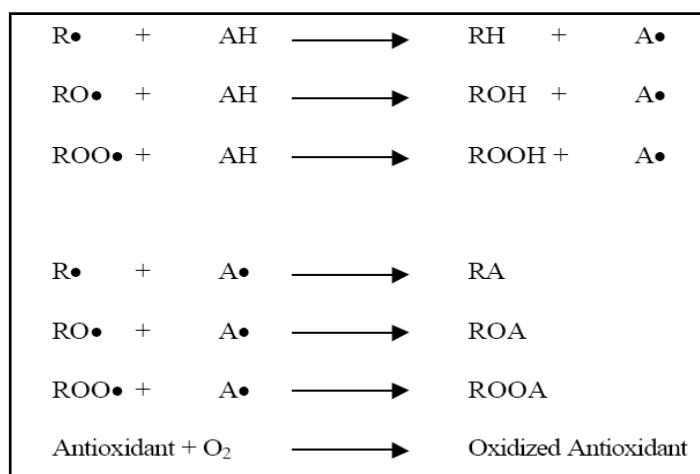 R• + AH ⟶ RH + A•
RO• + AH ⟶ ROH + A•
ROO• + AH ⟶ ROOH + A•
R• + A• ⟶ RA
RO• + A• ⟶ ROA
ROO• + A• ⟶ ROOA
Antioxidant + O₂ ⟶ Oxidized Antioxidant